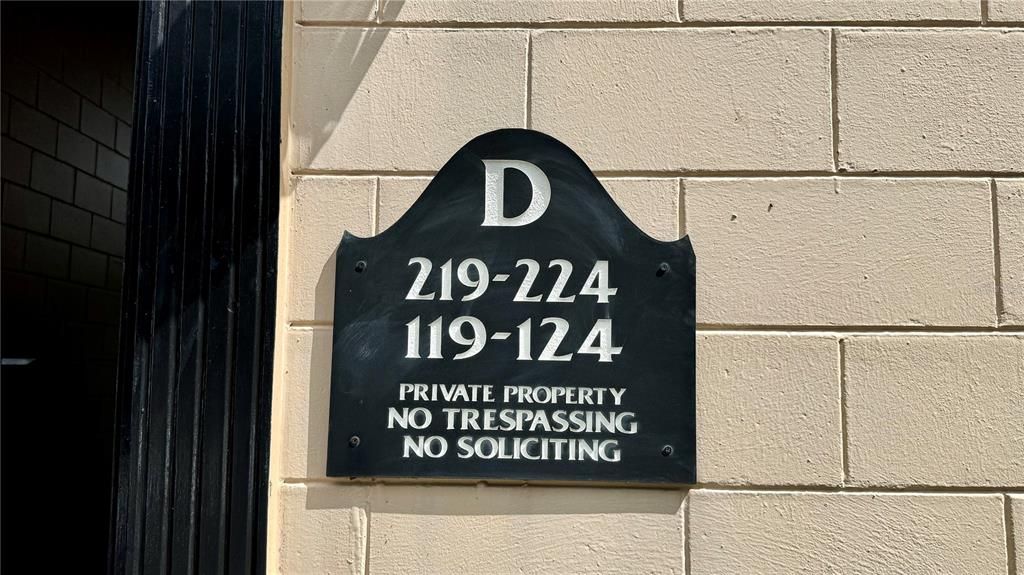 D
219-224
119-124
PRIVATE PROPERTY
NO TRESPASSING
NO SOLICITING